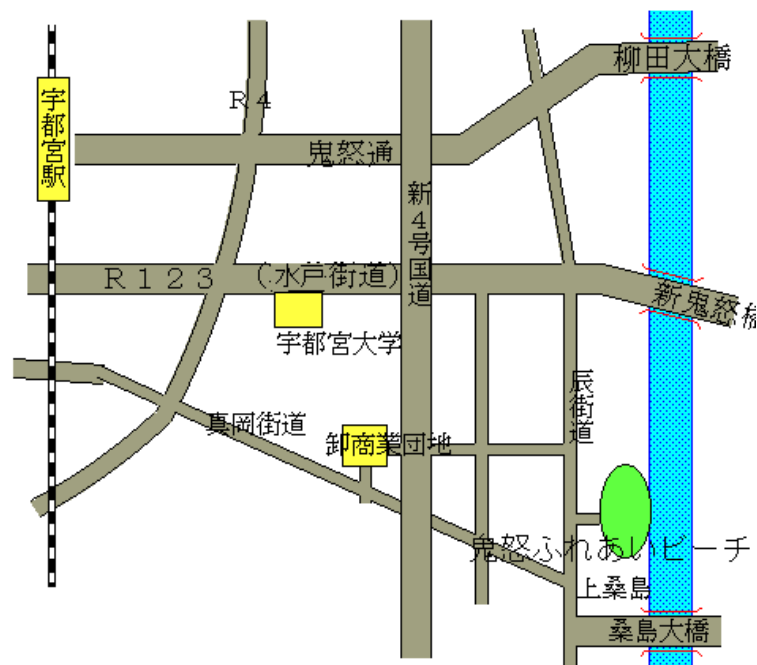 柳田大橋
宇都宮駅
R4
鬼怒通
新4号国道
R123 (水戸街道)
新鬼怒橋
宇都宮大学
辰街道
真岡街道
卸商業団地
鬼怒ふれあいビーチ
上桑島
桑島大橋